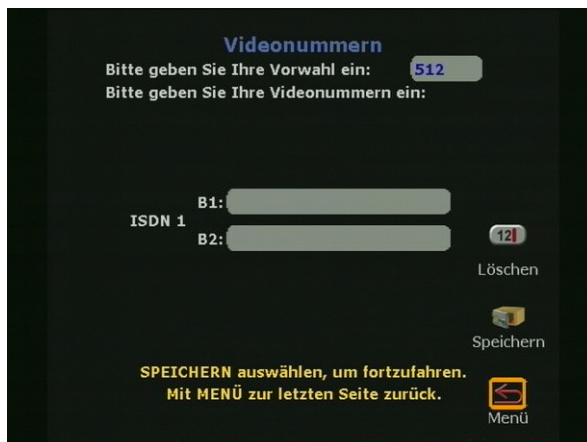 Videonummern
Bitte geben Sie Ihre Vorwahl ein: 512
Bitte geben Sie Ihre Videonummern ein:
ISDN 1
B1:
B2:
12
Löschen
Speichern
SPEICHERN auswählen, um fortzufahren.
Mit MENÜ zur letzten Seite zurück.
Menü